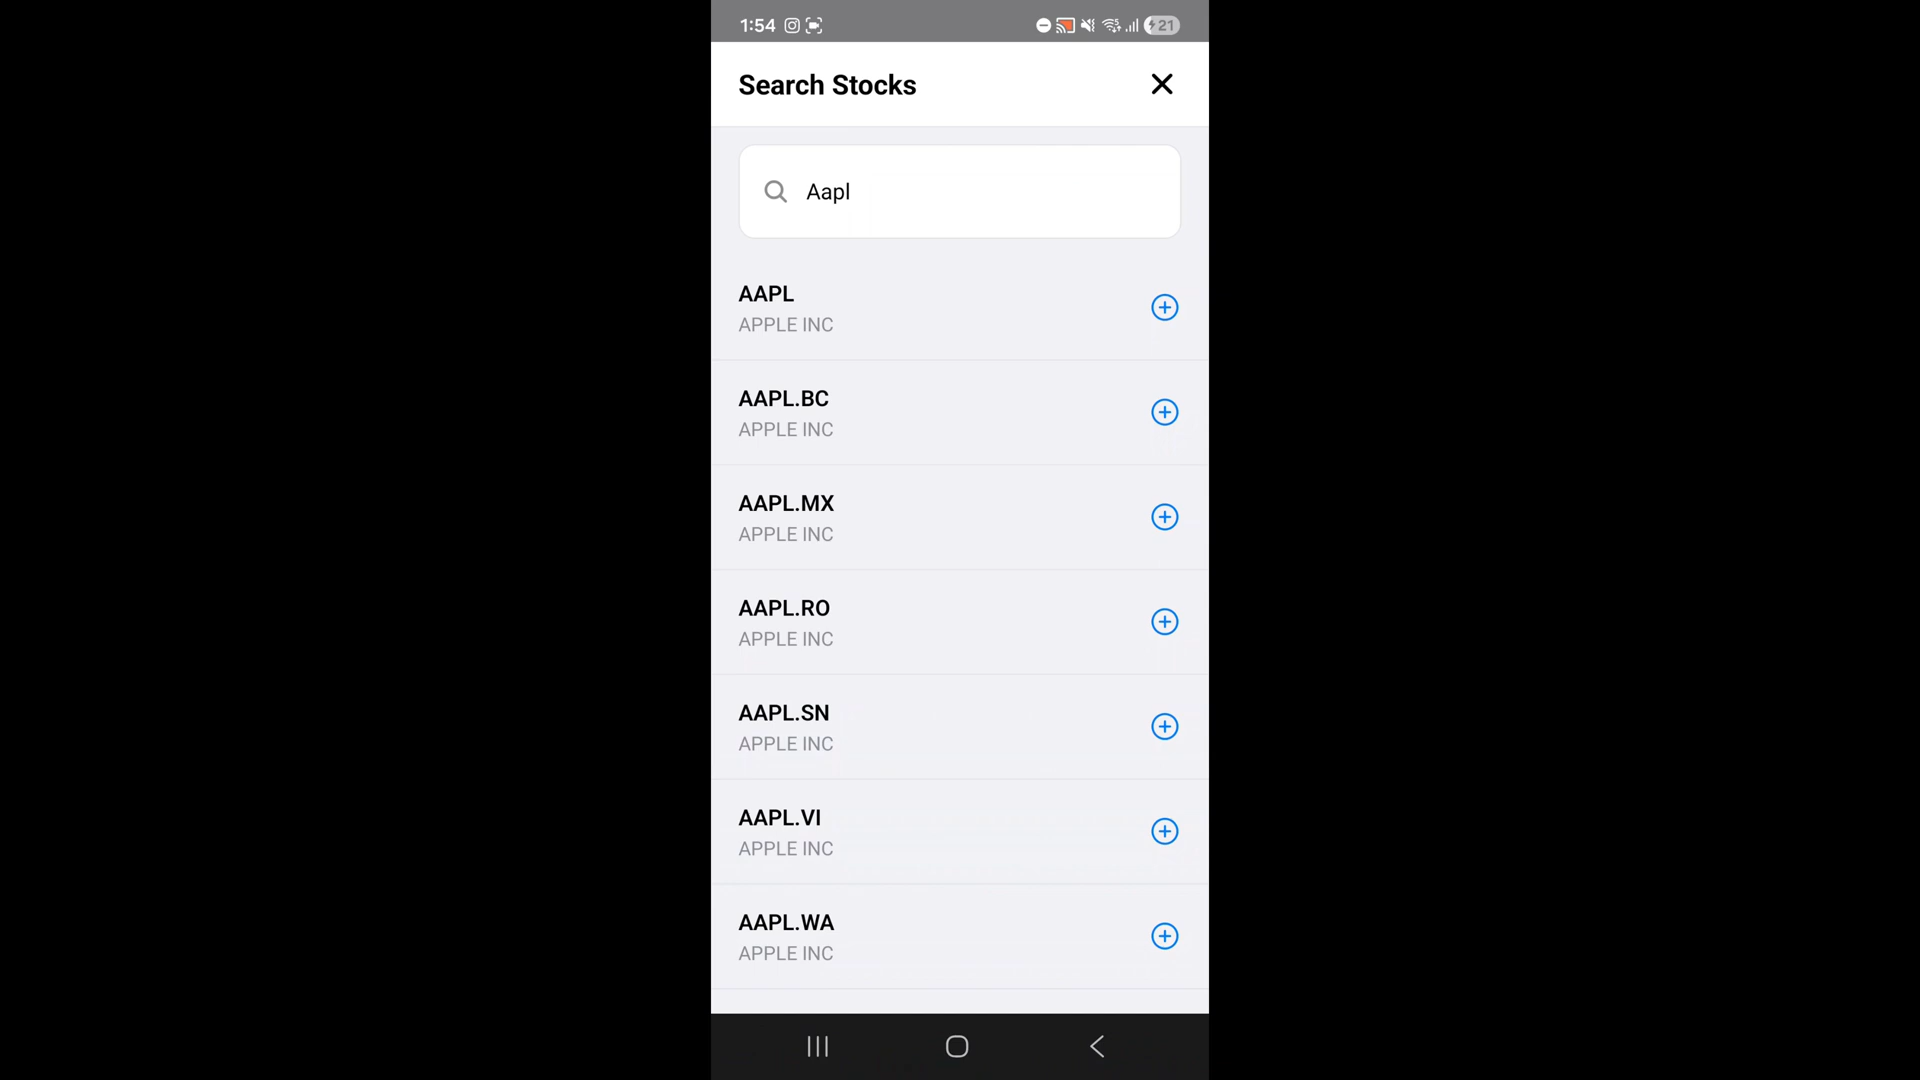 1:54
21
Search Stocks
Aapl
AAPL
APPLE INC
AAPL.BC
APPLE INC
AAPL.MX
APPLE INC
AAPL.RO
APPLE INC
AAPL.SN
APPLE INC
AAPL.VI
APPLE INC
AAPL.WA
APPLE INC